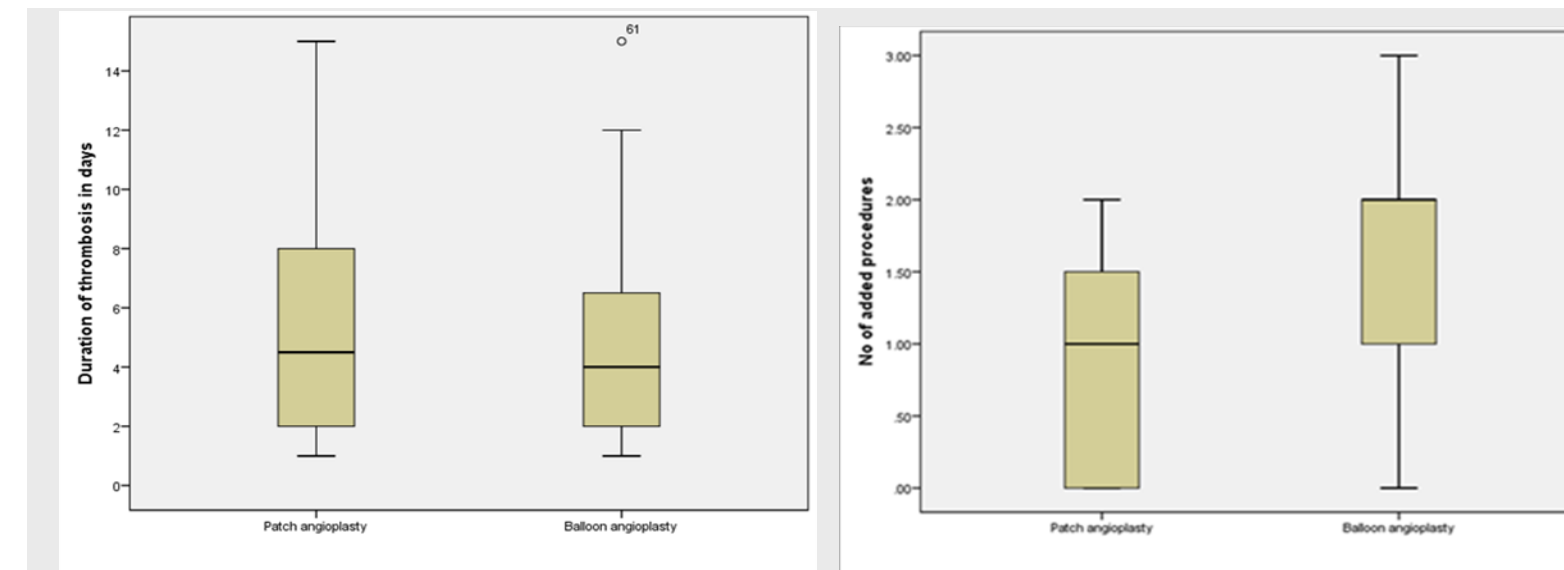 Duration of thrombosis in days
61
14
12
10
8
6
4
2
0
Patch angioplasty
Balloon angioplasty
No of added procedures
3.00
2.50
2.00
1.50
1.00
.50
.00
Patch angioplasty
Balloon angioplasty